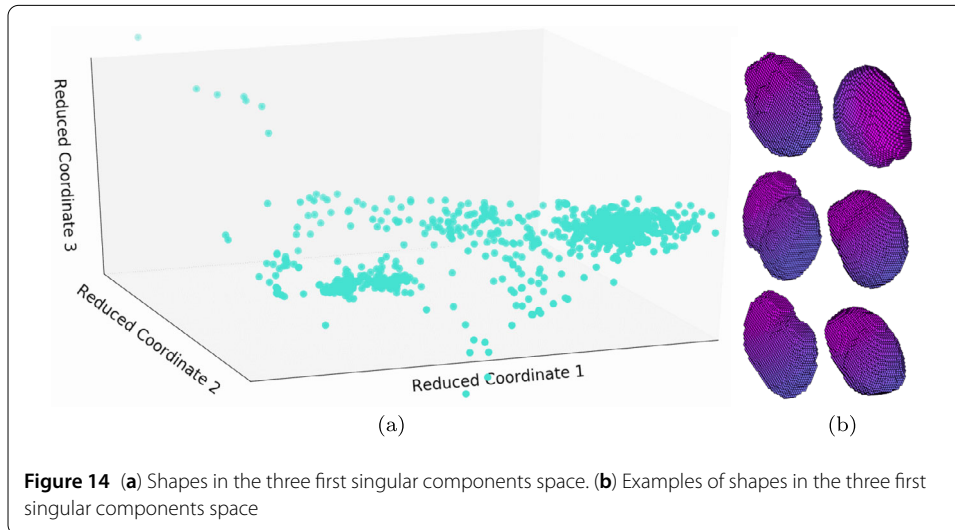 Reduced Coordinate 3
Reduced Coordinate 2
Reduced Coordinate 1
(a)
(b)
Figure 14 (a) Shapes in the three first singular components space. (b) Examples of shapes in the three first
singular components space